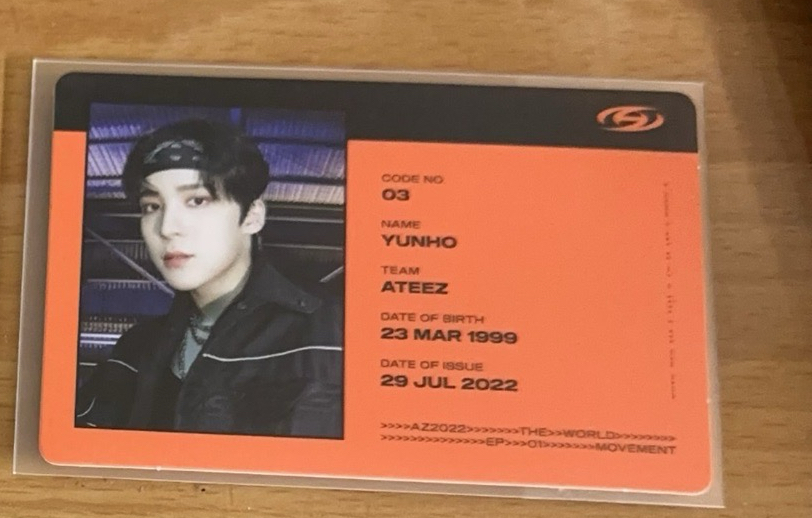 CODE NO
03
NAME
YUNHO
TEAM
ATEEZ
DATE OF BIRTH
23 MAR 1999
DATE OF ISSUE
29 JUL 2022
>>>>AZ2022>>>>>>>THE>>WORLD>>>>>>>>
>>>>>>>>>>>>>>EP>>>01>>>>>>>MOVEMENT